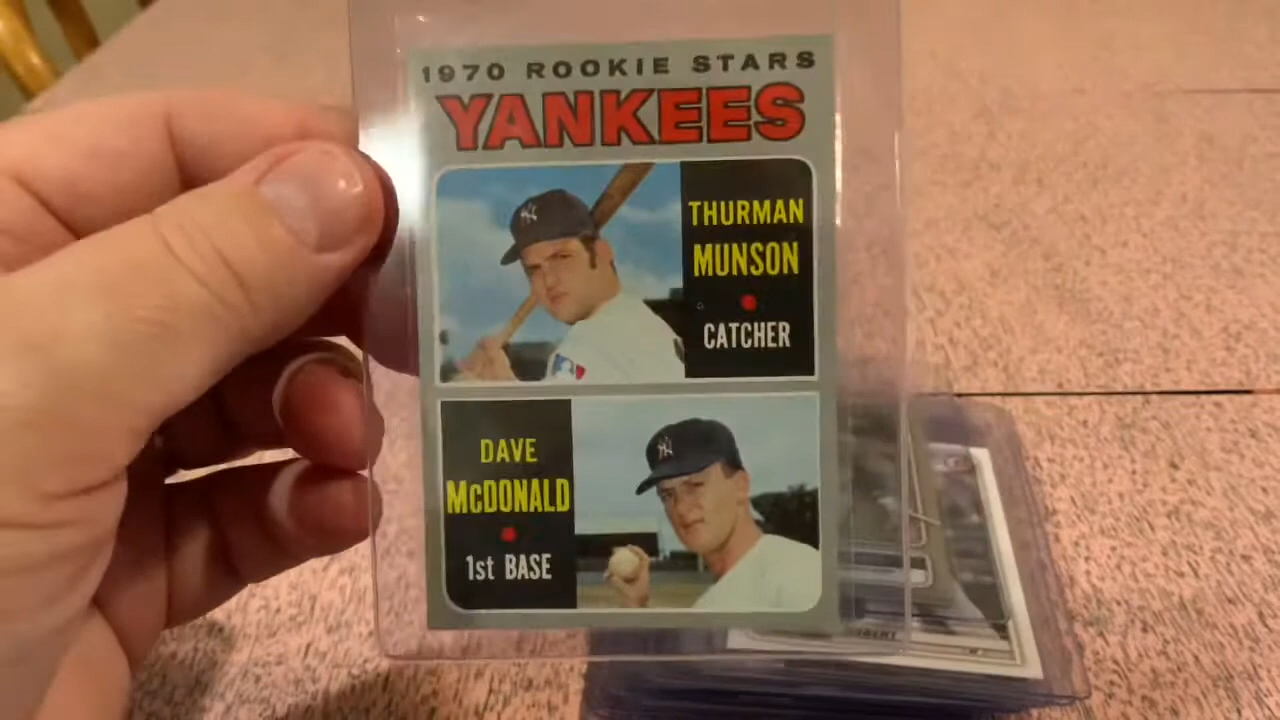 1970 ROOKIE STARS
YANKEES
THURMAN
MUNSON
CATCHER
DAVE
McDONALD
1st BASE